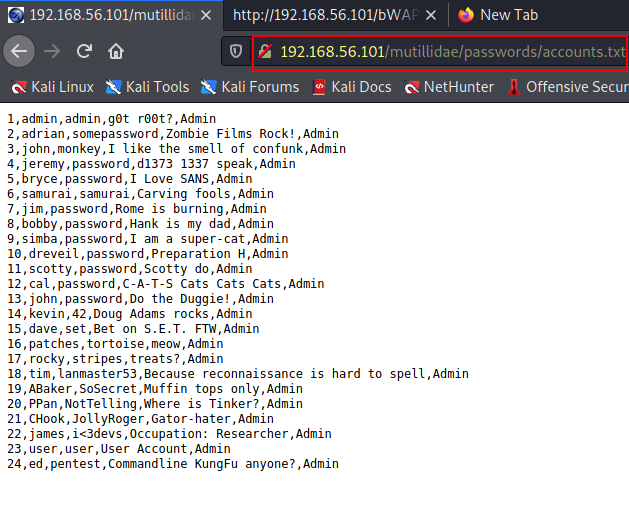 192.168.56.101/mutillida
http://192.168.56.101/bWAP
New Tab
192.168.56.101/mutillidae/passwords/accounts.txt
Kali Linux Kali Tools Kali Forums Kali Docs NetHunter Offensive Secur
1,admin,admin,g0t r00t?,Admin
2,adrian,somepassword,Zombie Films Rock!,Admin
3,john,monkey,I like the smell of confunk,Admin
4,jeremy,password,d1373 1337 speak,Admin
5,bryce,password,I Love SANS,Admin
6,samurai,samurai,Carving fools,Admin
7,jim,password,Rome is burning,Admin
8,bobby,password,Hank is my dad,Admin
9,simba,password,I am a super-cat,Admin
10,dreveil,password,Preparation H,Admin
11,scotty,password,Scotty do,Admin
12,cal,password,C-A-T-S Cats Cats Cats,Admin
13,john,password,Do the Duggie!,Admin
14,kevin,42,Doug Adams rocks,Admin
15,dave,set,Bet on S.E.T. FTW,Admin
16,patches,tortoise,meow,Admin
17,rocky,stripes,treats?,Admin
18,tim,lanmaster53,Because reconnaissance is hard to spell,Admin
19,ABaker,SoSecret,Muffin tops only,Admin
20,PPan,NotTelling,Where is Tinker?,Admin
21,CHook,JollyRoger,Gator-hater,Admin
22,james,i<3devs,Occupation: Researcher,Admin
23,user,user,User Account,Admin
24,ed,pentest,Commandline KungFu anyone?,Admin